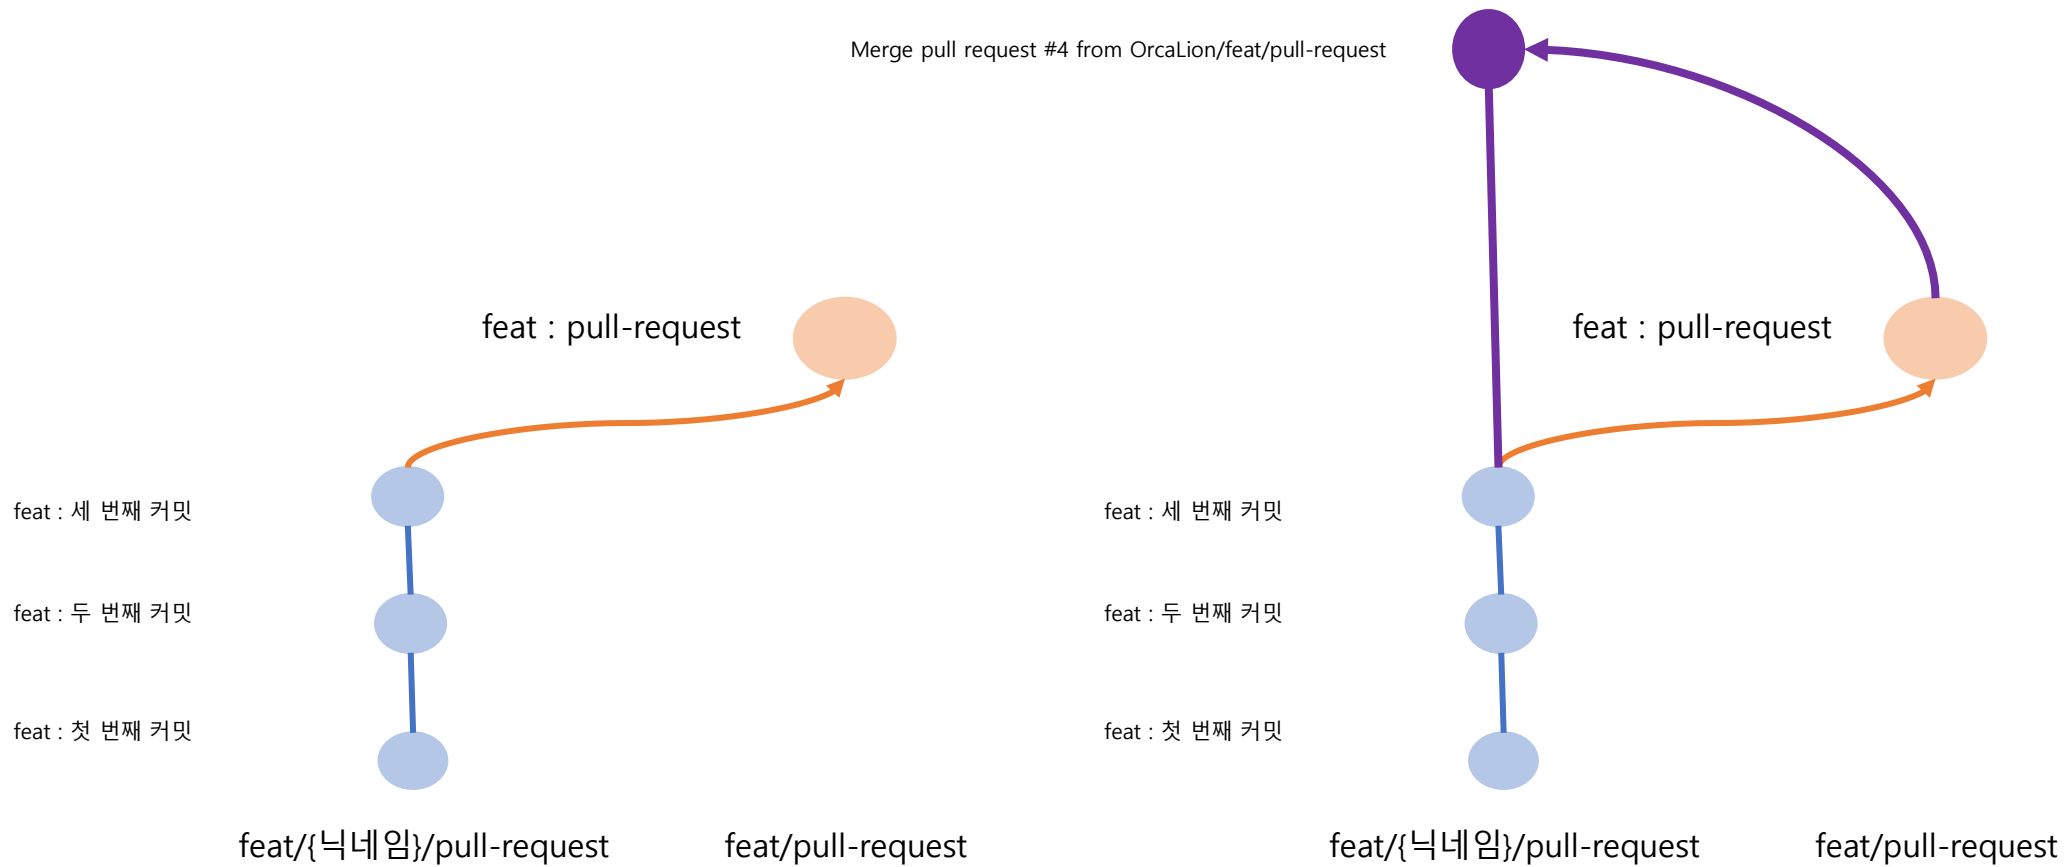 Merge pull request #4 from OrcaLion/feat/pull-request
feat : pull-request
feat : pull-request
feat : 세 번째 커밋
feat : 세 번째 커밋
feat : 두 번째 커밋
feat : 두 번째 커밋
feat : 첫 번째 커밋
feat : 첫 번째 커밋
feat/{닉네임}/pull-request
feat/pull-request
feat/{닉네임}/pull-request
feat/pull-request